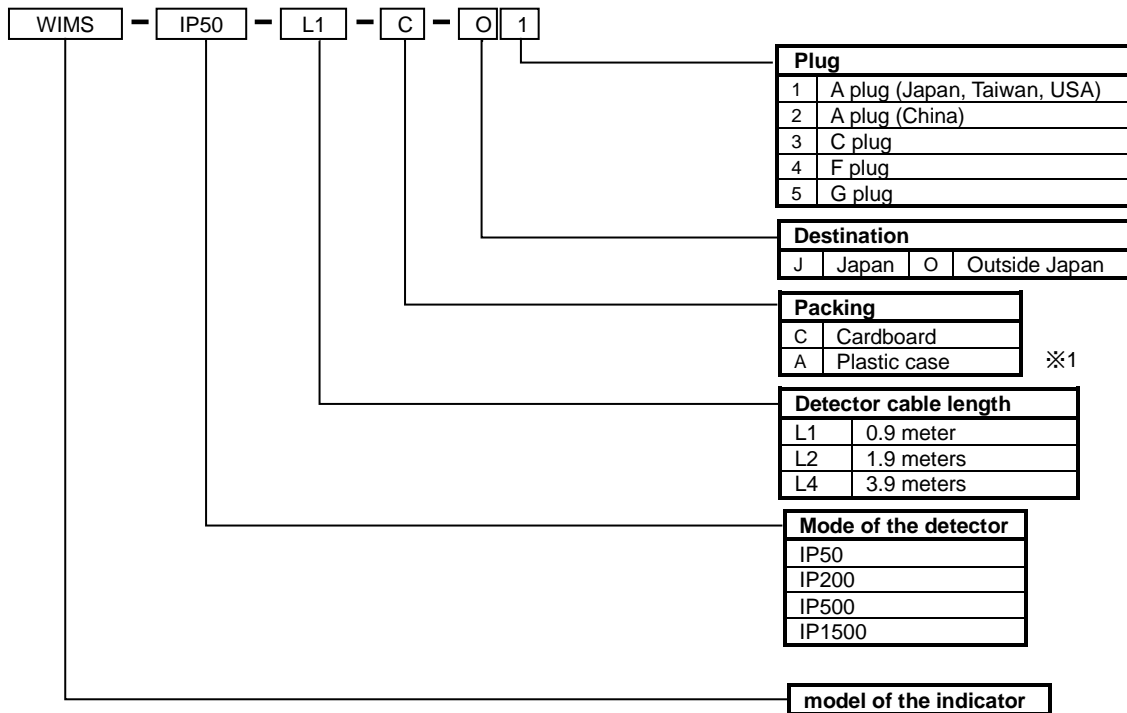 WIMS - IP50 - L1 - C - O 1
Plug
1 A plug (Japan, Taiwan, USA)
2 A plug (China)
3 C plug
4 F plug
5 G plug
Destination
J Japan O Outside Japan
Packing
C Cardboard
A Plastic case ※1
Detector cable length
L1 0.9 meter
L2 1.9 meters
L4 3.9 meters
Mode of the detector
IP50
IP200
IP500
IP1500
model of the indicator